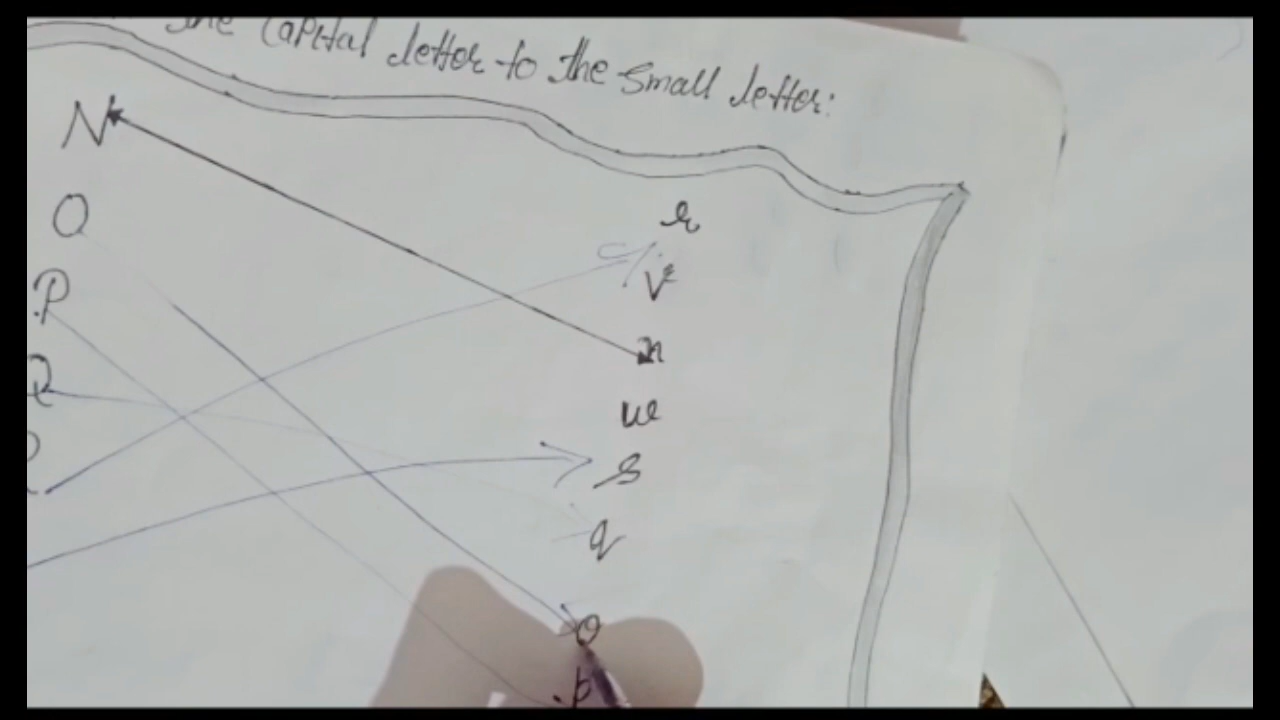 the Capital letter to the small letter:
N
r
O
v
P
n
Q
w
s
q
o
p